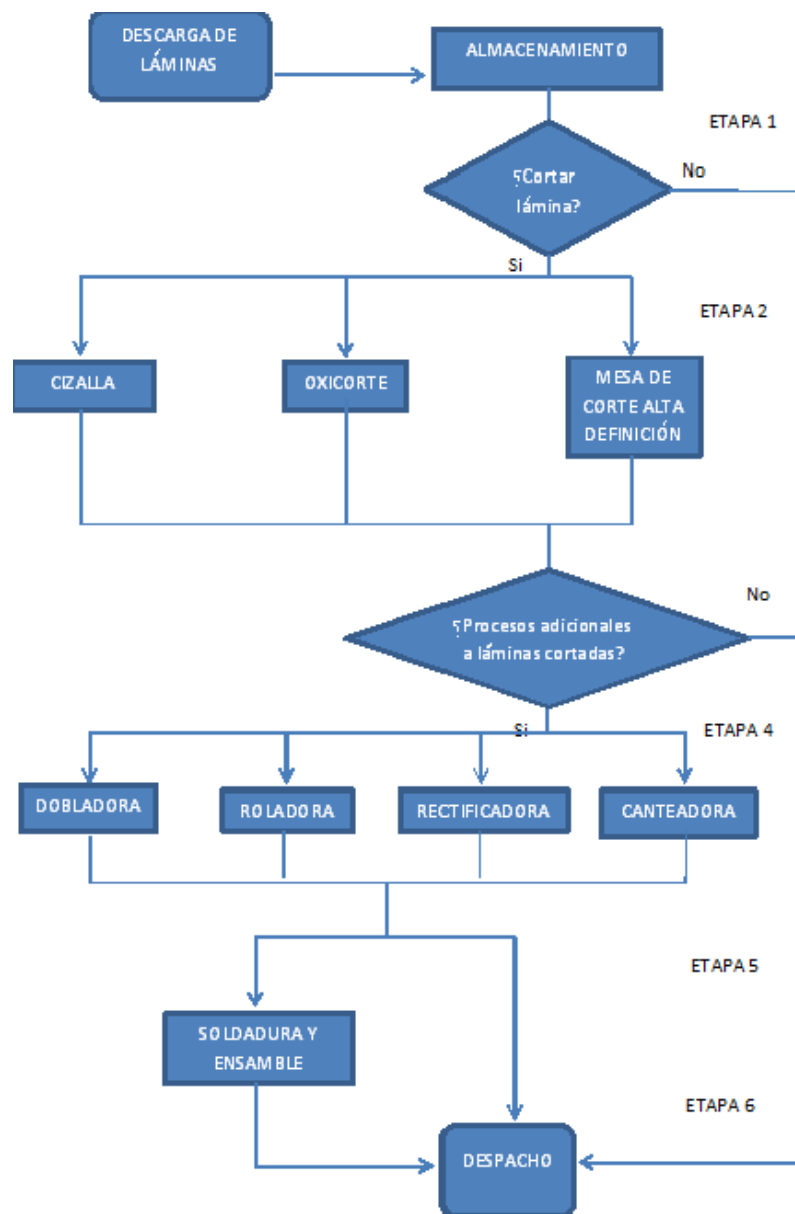 DESCARGA DE
LÁMINAS
ALMACENAMIENTO
ETAPA 1
¿Cortar
lámina?
No
Si
ETAPA 2
CIZALLA
OXICORTE
MESA DE
CORTE ALTA
DEFINICIÓN
No
¿Procesos adicionales
a láminas cortadas?
Si
ETAPA 4
DOBLADORA
ROLADORA
RECTIFICADORA
CANTEADORA
ETAPA 5
SOLDADURA Y
ENSAMBLE
ETAPA 6
DESPACHO